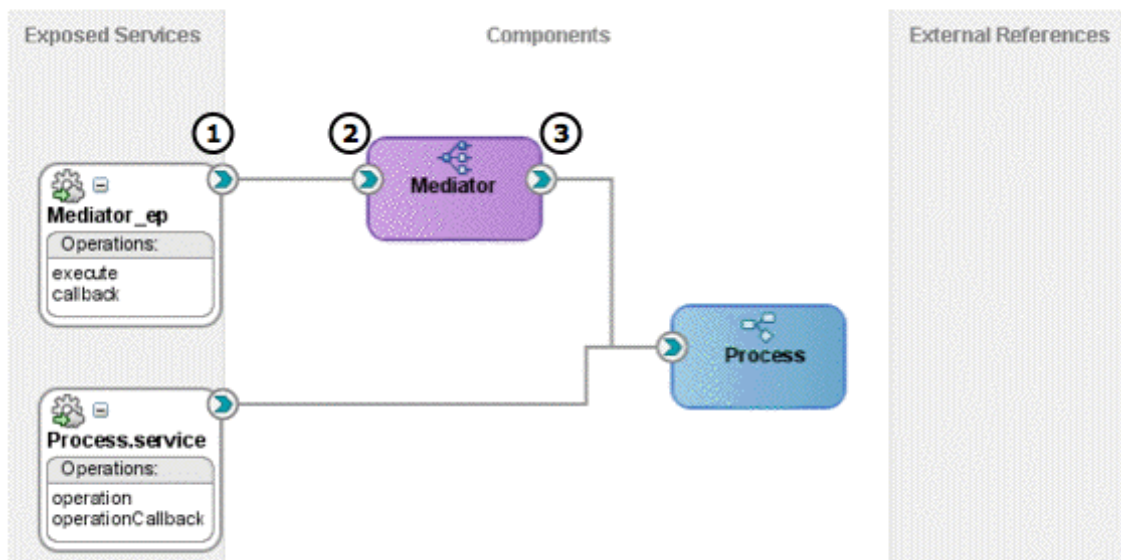 Exposed Services
Components
External References
1
2
3
Mediator_ep
Operations:
execute
callback
Mediator
Process
Process.service
Operations:
operation
operationCallback